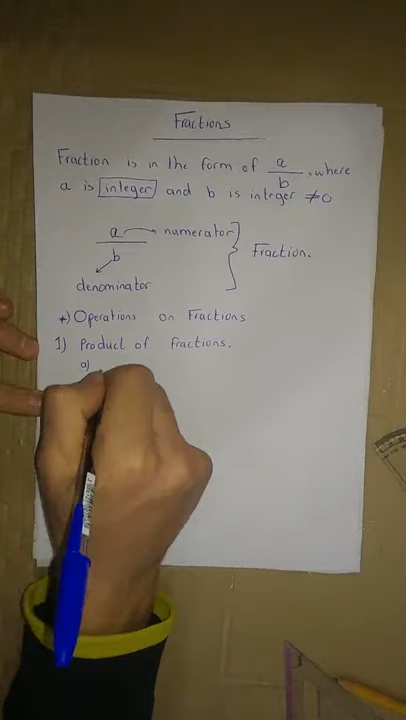 Fractions
Fraction is in the form of a/b, where
a is integer and b is integer ≠0
a → numerator
b
Fraction.
denominator
*) Operations on Fractions
1) Product of fractions.
a)